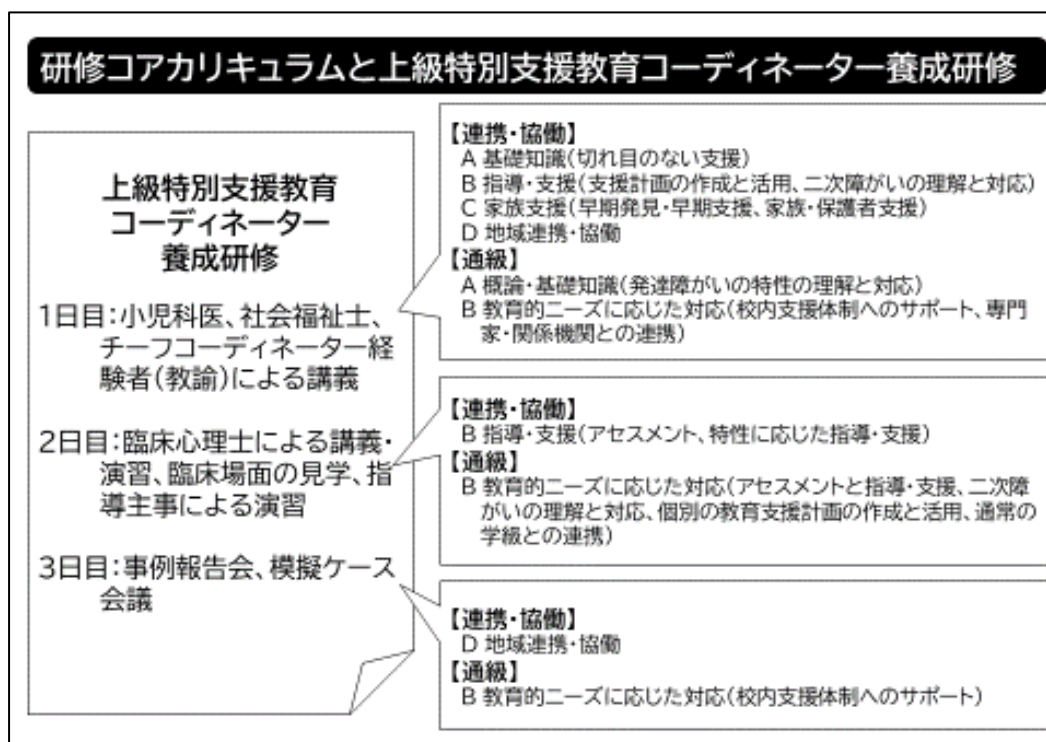 研修コアカリキュラムと上級特別支援教育コーディネーター養成研修
上級特別支援教育
コーディネーター
養成研修
1日目:小児科医、社会福祉士、
チーフコーディネーター経
験者(教諭)による講義
2日目:臨床心理士による講義・
演習、臨床場面の見学、指
導主事による演習
3日目:事例報告会、模擬ケース
会議
【連携・協働】
A 基礎知識(切れ目のない支援)
B 指導・支援(支援計画の作成と活用、二次障がいの理解と対応)
C 家族支援(早期発見・早期支援、家族・保護者支援)
D 地域連携・協働
【通級】
A 概論・基礎知識(発達障がいの特性の理解と対応)
B 教育的ニーズに応じた対応(校内支援体制へのサポート、専門
家・関係機関との連携)
【連携・協働】
B 指導・支援(アセスメント、特性に応じた指導・支援)
【通級】
B 教育的ニーズに応じた対応(アセスメントと指導・支援、二次障
がいの理解と対応、個別の教育支援計画の作成と活用、通常の
学級との連携)
【連携・協働】
D 地域連携・協働
【通級】
B 教育的ニーズに応じた対応(校内支援体制へのサポート)